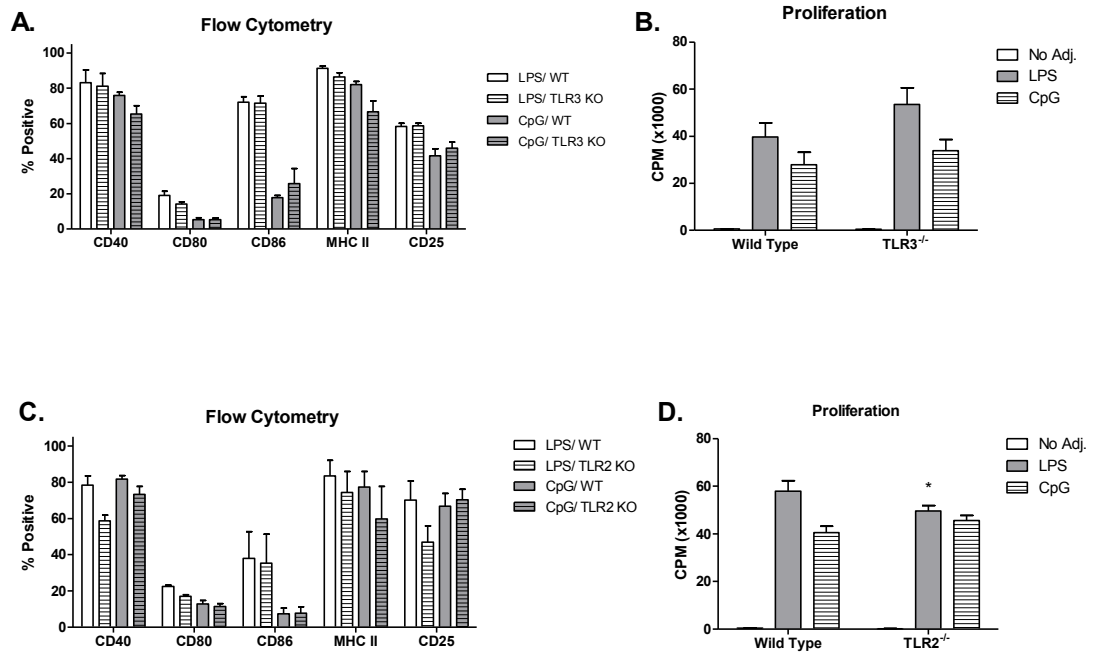 A.
Flow Cytometry
% Positive
100
80
60
40
20
0
CD40 CD80 CD86 MHC II CD25
LPS/ WT
LPS/ TLR3 KO
CpG/ WT
CpG/ TLR3 KO
B.
Proliferation
CPM (x1000)
80
60
40
20
0
Wild Type TLR3-/-
No Adj.
LPS
CpG
C.
Flow Cytometry
% Positive
100
80
60
40
20
0
CD40 CD80 CD86 MHC II CD25
LPS/ WT
LPS/ TLR2 KO
CpG/ WT
CpG/ TLR2 KO
D.
Proliferation
CPM (x1000)
80
60
40
20
0
*
Wild Type TLR2-/-
No Adj.
LPS
CpG